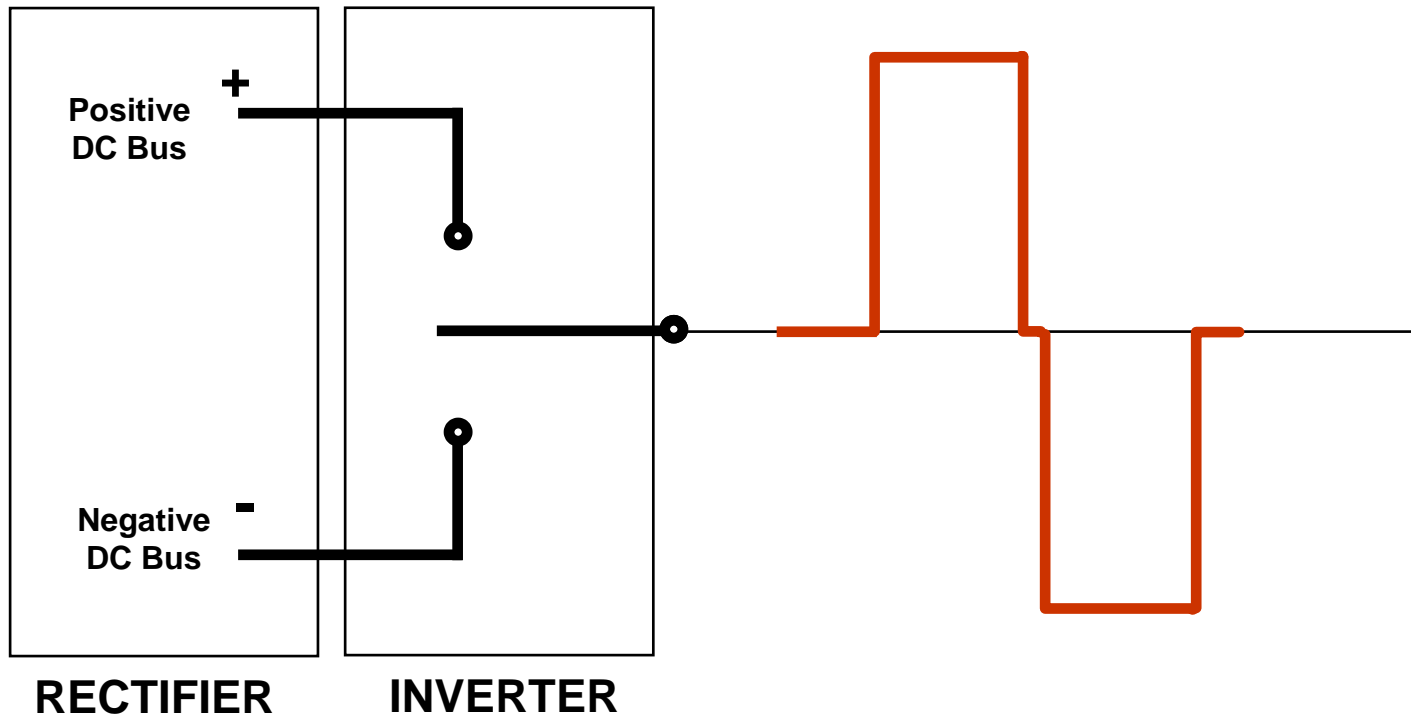 +
Positive
DC Bus
-
Negative
DC Bus
RECTIFIER
INVERTER